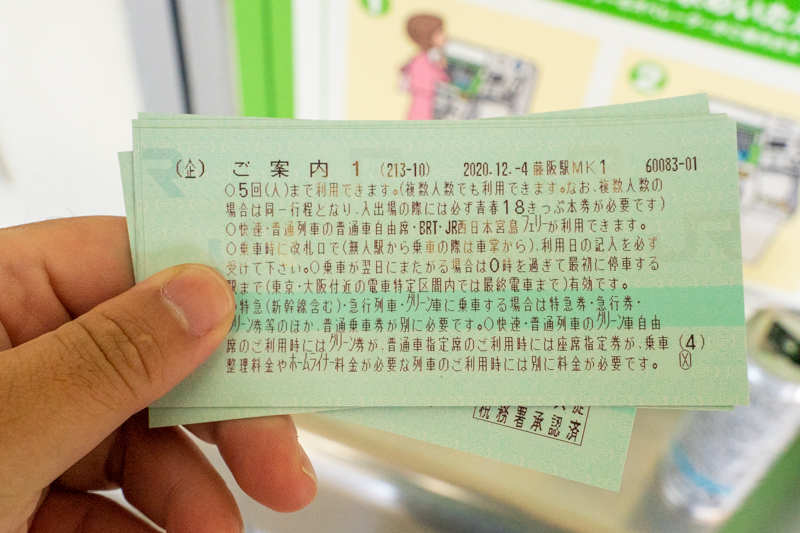 (企) ご案内 1 (213-10) 2020.12.-4 藤阪駅MK1 60083-01
○5回(人)まで利用できます。(複数人数でも利用できます。なお、複数人数の
場合は同一行程となり、入出場の際には必ず青春18きっぷ本券が必要です)
○快速・普通列車の普通車自由席・BRT・JR西日本宮島フェリーが利用できます。
○乗車時に改札口で(無人駅から乗車の際は車掌から)、利用日の記入を必ず
受けて下さい。○乗車が翌日にまたがる場合は0時を過ぎて最初に停車する
駅まで(東京・大阪付近の電車特定区間内では最終電車まで)有効です。
特急(新幹線含む)・急行列車・グリーン車に乗車する場合は特急券・急行券・
グリーン券等のほか、普通乗車券が別に必要です。○快速・普通列車のグリーン車自由
席のご利用時にはグリーン券が、普通車指定席のご利用時には座席指定券が、乗車 (4)
整理料金やホームライナー料金が必要な列車のご利用時には別に料金が必要です。 (X)
税務署承認済
1
2